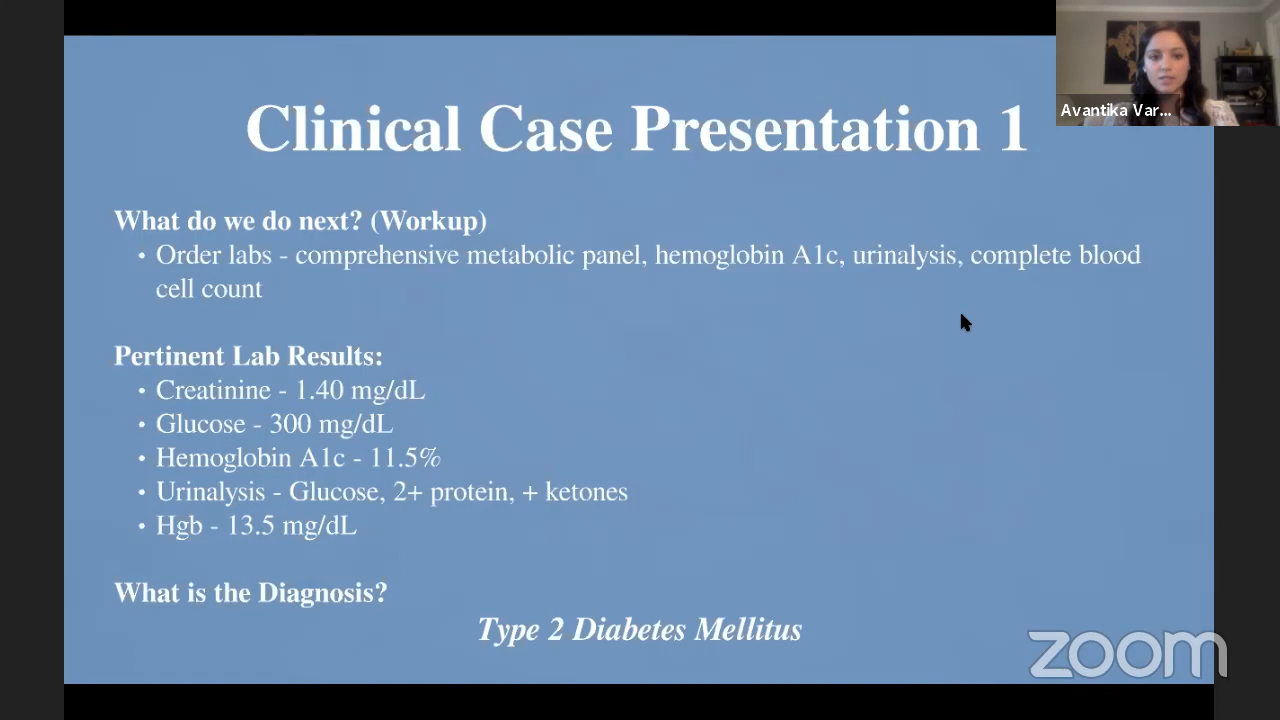 Clinical Case Presentation 1
Avantika Var...
What do we do next? (Workup)
• Order labs - comprehensive metabolic panel, hemoglobin A1c, urinalysis, complete blood
cell count
Pertinent Lab Results:
• Creatinine - 1.40 mg/dL
• Glucose - 300 mg/dL
• Hemoglobin A1c - 11.5%
• Urinalysis - Glucose, 2+ protein, + ketones
• Hgb - 13.5 mg/dL
What is the Diagnosis?
Type 2 Diabetes Mellitus
zoom